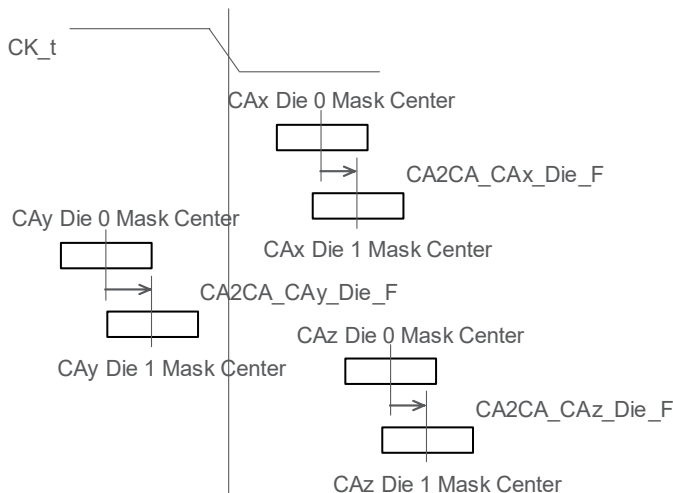 CK_t
CAx Die 0 Mask Center
CA2CA_CAx_Die_F
CAy Die 0 Mask Center
CAx Die 1 Mask Center
CA2CA_CAy_Die_F
CAz Die 0 Mask Center
CAy Die 1 Mask Center
CA2CA_CAz_Die_F
CAz Die 1 Mask Center